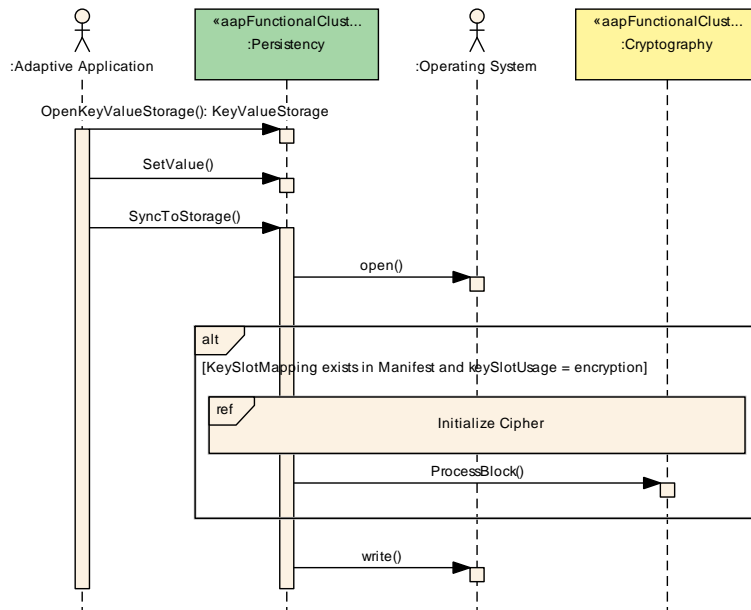 «aapFunctionalClust...
:Persistency
«aapFunctionalClust...
:Cryptography
:Adaptive Application
:Operating System
OpenKeyValueStorage(): KeyValueStorage
SetValue()
SyncToStorage()
open()
alt
[KeySlotMapping exists in Manifest and keySlotUsage = encryption]
ref
Initialize Cipher
ProcessBlock()
write()